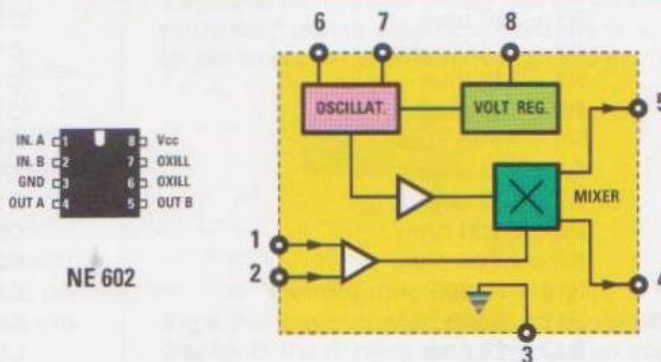 6 7 8
OSCILLAT. VOLT REG.
5
IN. A 1 8 Vcc
IN. B 2 7 OXILL
GND 3 6 OXILL
OUT A 4 5 OUT B
MIXER
1
2
NE 602
4
3